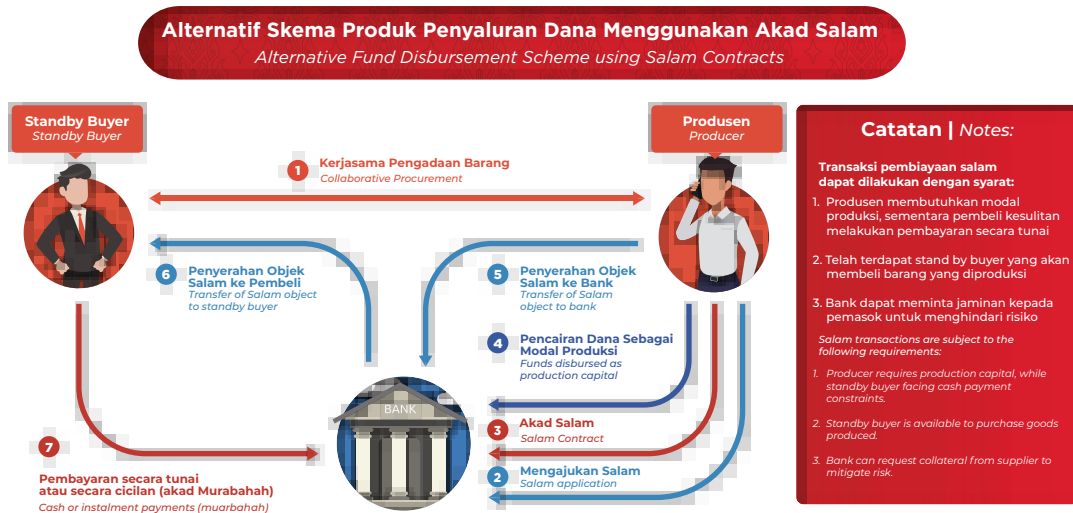 Alternatif Skema Produk Penyaluran Dana Menggunakan Akad Salam
Alternative Fund Disbursement Scheme using Salam Contracts
Standby Buyer
Standby Buyer
Produsen
Producer
1
Kerjasama Pengadaan Barang
Collaborative Procurement
6
Penyerahan Objek
Salam ke Pembeli
Transfer of Salam object
to standby buyer
5
Penyerahan Objek
Salam ke Bank
Transfer of Salam
object to bank
4
Pencairan Dana Sebagai
Modal Produksi
Funds disbursed as
production capital
BANK
3
Akad Salam
Salam Contract
2
Mengajukan Salam
Salam application
7
Pembayaran secara tunai
atau secara cicilan (akad Murabahah)
Cash or instalment payments (muarbahah)
Catatan | Notes:
Transaksi pembiayaan salam
dapat dilakukan dengan syarat:
1. Produsen membutuhkan modal
produksi, sementara pembeli kesulitan
melakukan pembayaran secara tunai
2. Telah terdapat stand by buyer yang akan
membeli barang yang diproduksi
3. Bank dapat meminta jaminan kepada
pemasok untuk menghindari risiko
Salam transactions are subject to the
following requirements:
1. Producer requires production capital, while
standby buyer facing cash payment
constraints.
2. Standby buyer is available to purchase goods
produced.
3. Bank can request collateral from supplier to
mitigate risk.